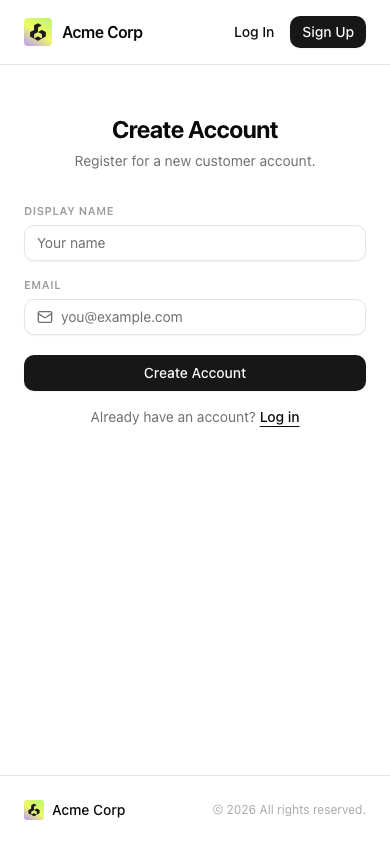 Acme Corp
Log In
Sign Up
Create Account
Register for a new customer account.
DISPLAY NAME
Your name
EMAIL
you@example.com
Create Account
Already have an account? Log in
Acme Corp
© 2026 All rights reserved.